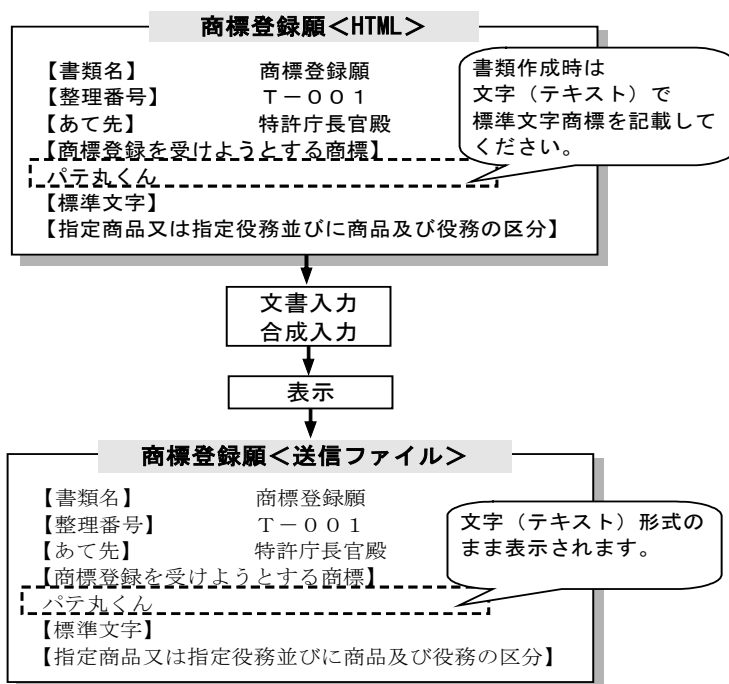 商標登録願＜HTML＞
【書類名】 商標登録願
【整理番号】 Ｔ－００１
【あて先】 特許庁長官殿
【商標登録を受けようとする商標】
パテ丸くん
【標準文字】
【指定商品又は指定役務並びに商品及び役務の区分】
書類作成時は
文字（テキスト）で
標準文字商標を記載して
ください。
文書入力
合成入力
表示
商標登録願＜送信ファイル＞
【書類名】 商標登録願
【整理番号】 Ｔ－００１
【あて先】 特許庁長官殿
【商標登録を受けようとする商標】
パテ丸くん
【標準文字】
【指定商品又は指定役務並びに商品及び役務の区分】
文字（テキスト）形式の
まま表示されます。